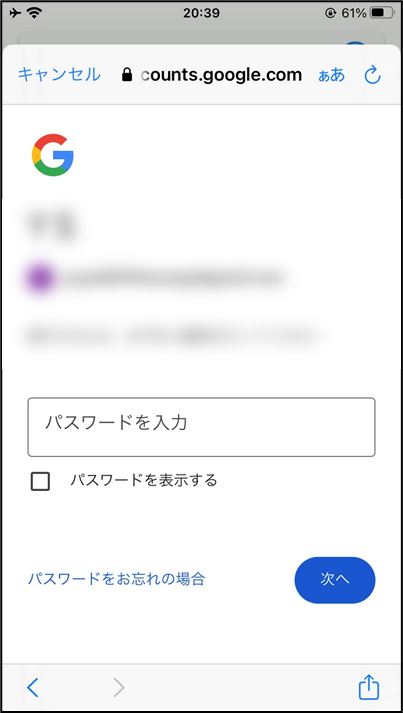 20:39
61%
キャンセル
counts.google.com
ぁあ
パスワードを入力
パスワードを表示する
パスワードをお忘れの場合
次へ